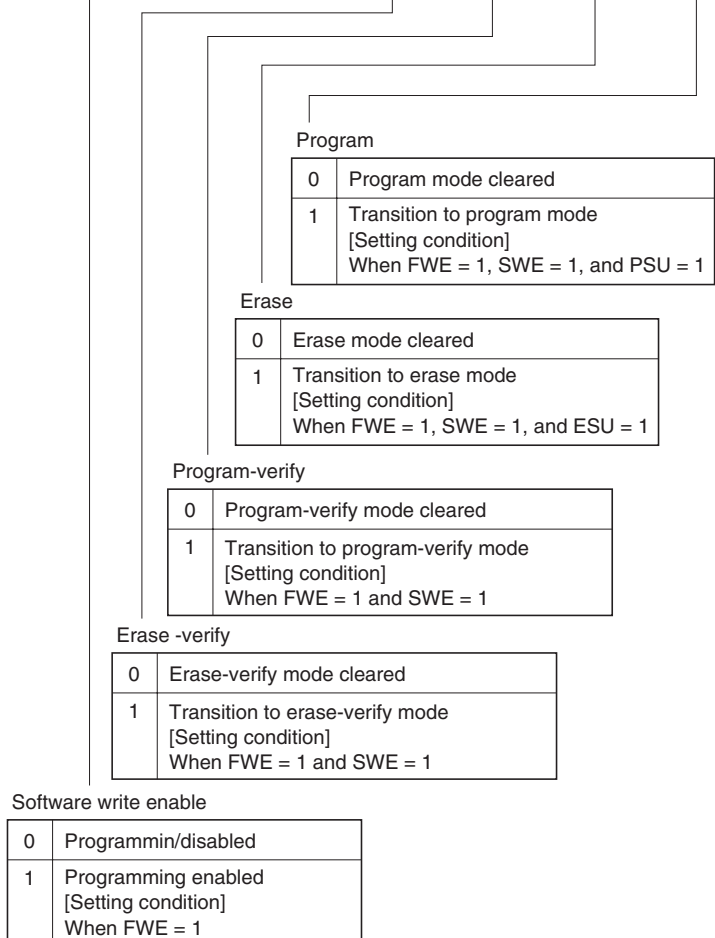 Program
0 Program mode cleared
1 Transition to program mode
[Setting condition]
When FWE = 1, SWE = 1, and PSU = 1
Erase
0 Erase mode cleared
1 Transition to erase mode
[Setting condition]
When FWE = 1, SWE = 1, and ESU = 1
Program-verify
0 Program-verify mode cleared
1 Transition to program-verify mode
[Setting condition]
When FWE = 1 and SWE = 1
Erase -verify
0 Erase-verify mode cleared
1 Transition to erase-verify mode
[Setting condition]
When FWE = 1 and SWE = 1
Software write enable
0 Programmin/disabled
1 Programming enabled
[Setting condition]
When FWE = 1